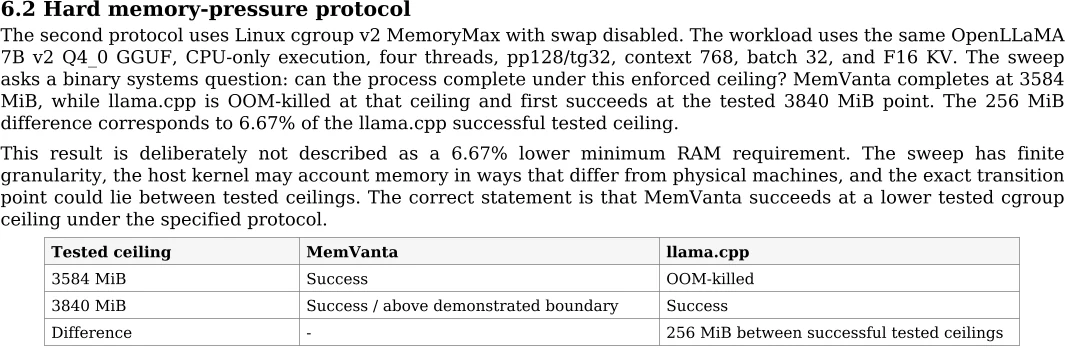 6.2 Hard memory-pressure protocol
The second protocol uses Linux cgroup v2 MemoryMax with swap disabled. The workload uses the same OpenLLaMA
7B v2 Q4_0 GGUF, CPU-only execution, four threads, pp128/tg32, context 768, batch 32, and F16 KV. The sweep
asks a binary systems question: can the process complete under this enforced ceiling? MemVanta completes at 3584
MiB, while llama.cpp is OOM-killed at that ceiling and first succeeds at the tested 3840 MiB point. The 256 MiB
difference corresponds to 6.67% of the llama.cpp successful tested ceiling.
This result is deliberately not described as a 6.67% lower minimum RAM requirement. The sweep has finite
granularity, the host kernel may account memory in ways that differ from physical machines, and the exact transition
point could lie between tested ceilings. The correct statement is that MemVanta succeeds at a lower tested cgroup
ceiling under the specified protocol.
Tested ceiling MemVanta llama.cpp
3584 MiB Success OOM-killed
3840 MiB Success / above demonstrated boundary Success
Difference - 256 MiB between successful tested ceilings